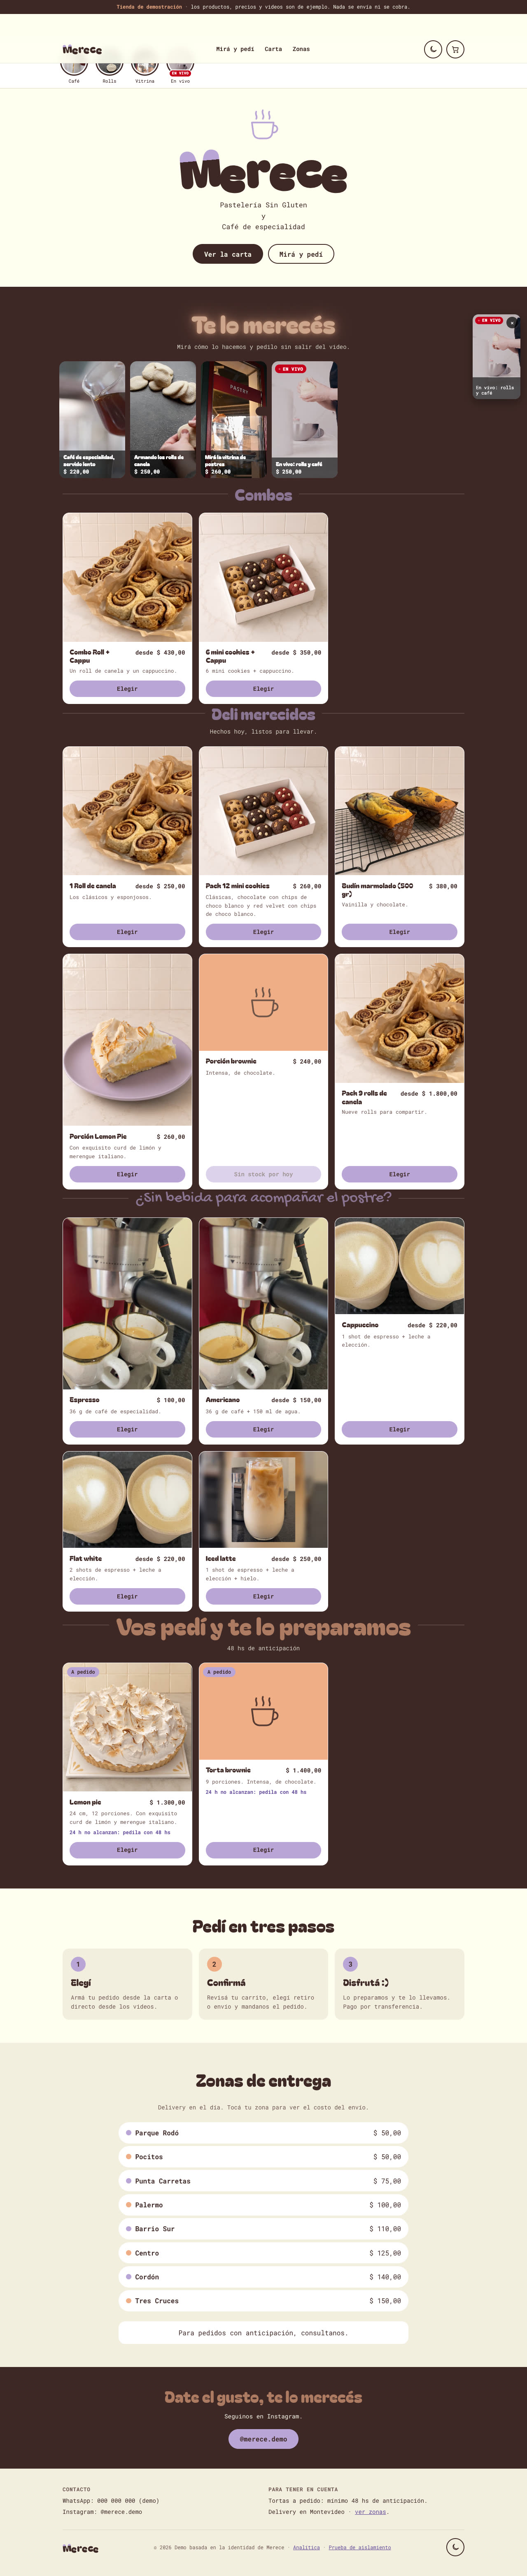 Tienda de demostración · los productos, precios y videos son de ejemplo. Nada se envía ni se cobra.
Merece
Mirá y pedí
Carta
Zonas
Café
Rolls
Vitrina
EN VIVO
En vivo
Merece
Pastelería Sin Gluten
y
Café de especialidad
Ver la carta
Mirá y pedí
Te lo merecés
Mirá cómo lo hacemos y pedilo sin salir del video.
EN VIVO
En vivo: rolls y café
Café de especialidad, servido lento
$ 220,00
Armando los rolls de canela
$ 250,00
PASTRY
Mirá la vitrina de postres
$ 260,00
EN VIVO
En vivo: rolls y café
$ 250,00
Combos
Combo Roll + Cappu
desde $ 430,00
Un roll de canela y un cappuccino.
Elegir
6 mini cookies + Cappu
desde $ 350,00
6 mini cookies + cappuccino.
Elegir
Deli merecidos
Hechos hoy, listos para llevar.
1 Roll de canela
desde $ 250,00
Los clásicos y esponjosos.
Elegir
Pack 12 mini cookies
$ 260,00
Clásicas, chocolate con chips de
choco blanco y red velvet con chips
de choco blanco.
Elegir
Budín marmolado (500 gr)
$ 380,00
Vainilla y chocolate.
Elegir
Porción Lemon Pie
$ 260,00
Con exquisito curd de limón y
merengue italiano.
Elegir
Porción brownie
$ 240,00
Intensa, de chocolate.
Sin stock por hoy
Pack 9 rolls de canela
desde $ 1.800,00
Nueve rolls para compartir.
Elegir
¿Sin bebida para acompañar el postre?
Espresso
$ 100,00
36 g de café de especialidad.
Elegir
Americano
desde $ 150,00
36 g de café + 150 ml de agua.
Elegir
Cappuccino
desde $ 220,00
1 shot de espresso + leche a
elección.
Elegir
Flat white
desde $ 220,00
2 shots de espresso + leche a
elección.
Elegir
Iced latte
desde $ 250,00
1 shot de espresso + leche a
elección + hielo.
Elegir
Vos pedí y te lo preparamos
48 hs de anticipación
A pedido
Lemon pie
$ 1.300,00
24 cm, 12 porciones. Con exquisito
curd de limón y merengue italiano.
24 h no alcanzan: pedila con 48 hs
Elegir
A pedido
Torta brownie
$ 1.400,00
9 porciones. Intensa, de chocolate.
24 h no alcanzan: pedila con 48 hs
Elegir
Pedí en tres pasos
1
Elegí
Armá tu pedido desde la carta o
directo desde los videos.
2
Confirmá
Revisá tu carrito, elegí retiro
o envío y mandanos el pedido.
3
Disfrutá :)
Lo preparamos y te lo llevamos.
Pago por transferencia.
Zonas de entrega
Delivery en el día. Tocá tu zona para ver el costo del envío.
Parque Rodó $ 50,00
Pocitos $ 50,00
Punta Carretas $ 75,00
Palermo $ 100,00
Barrio Sur $ 110,00
Centro $ 125,00
Cordón $ 140,00
Tres Cruces $ 150,00
Para pedidos con anticipación, consultanos.
Date el gusto, te lo merecés
Seguinos en Instagram.
@merece.demo
CONTACTO
WhatsApp: 000 000 000 (demo)
Instagram: @merece.demo
PARA TENER EN CUENTA
Tortas a pedido: mínimo 48 hs de anticipación.
Delivery en Montevideo · ver zonas.
Merece
© 2026 Demo basada en la identidad de Merece · Analítica · Prueba de aislamiento